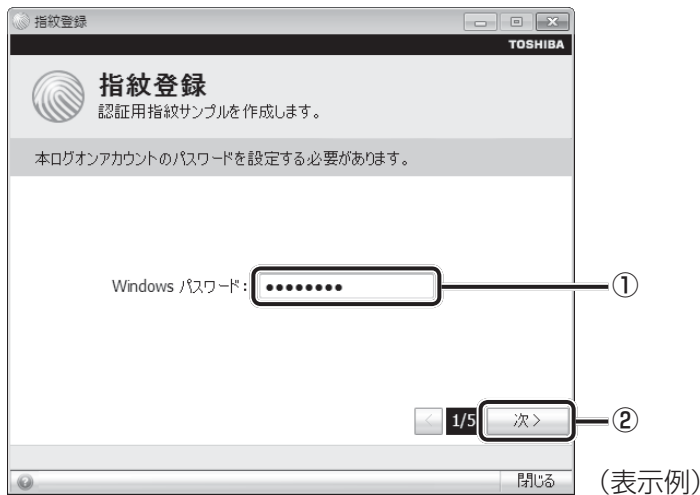 指紋登録
TOSHIBA
指紋登録
認証用指紋サンプルを作成します。
本ログオンアカウントのパスワードを設定する必要があります。
Windows パスワード: ●●●●●●●●
①
< 1/5 次 >
②
? 閉じる
（表示例）